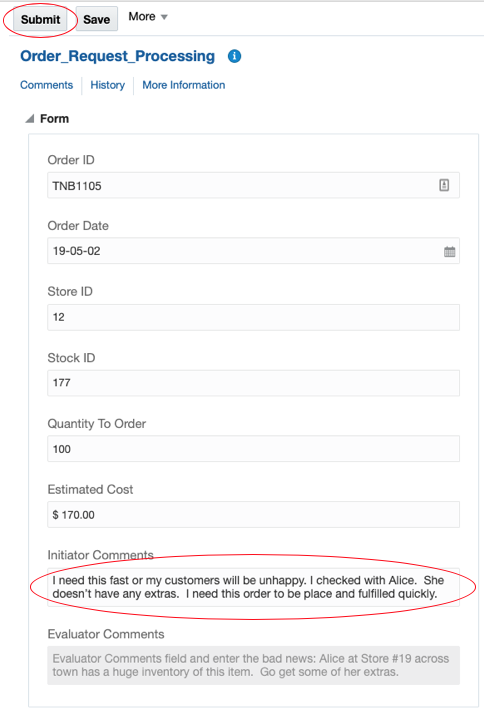 Submit Save More
Order_Request_Processing
Comments History More Information
Form
Order ID
TNB1105
Order Date
19-05-02
Store ID
12
Stock ID
177
Quantity To Order
100
Estimated Cost
$ 170.00
Initiator Comments
I need this fast or my customers will be unhappy. I checked with Alice.  She
doesn't have any extras.  I need this order to be place and fulfilled quickly.
Evaluator Comments
Evaluator Comments field and enter the bad news: Alice at Store #19 across
town has a huge inventory of this item.  Go get some of her extras.